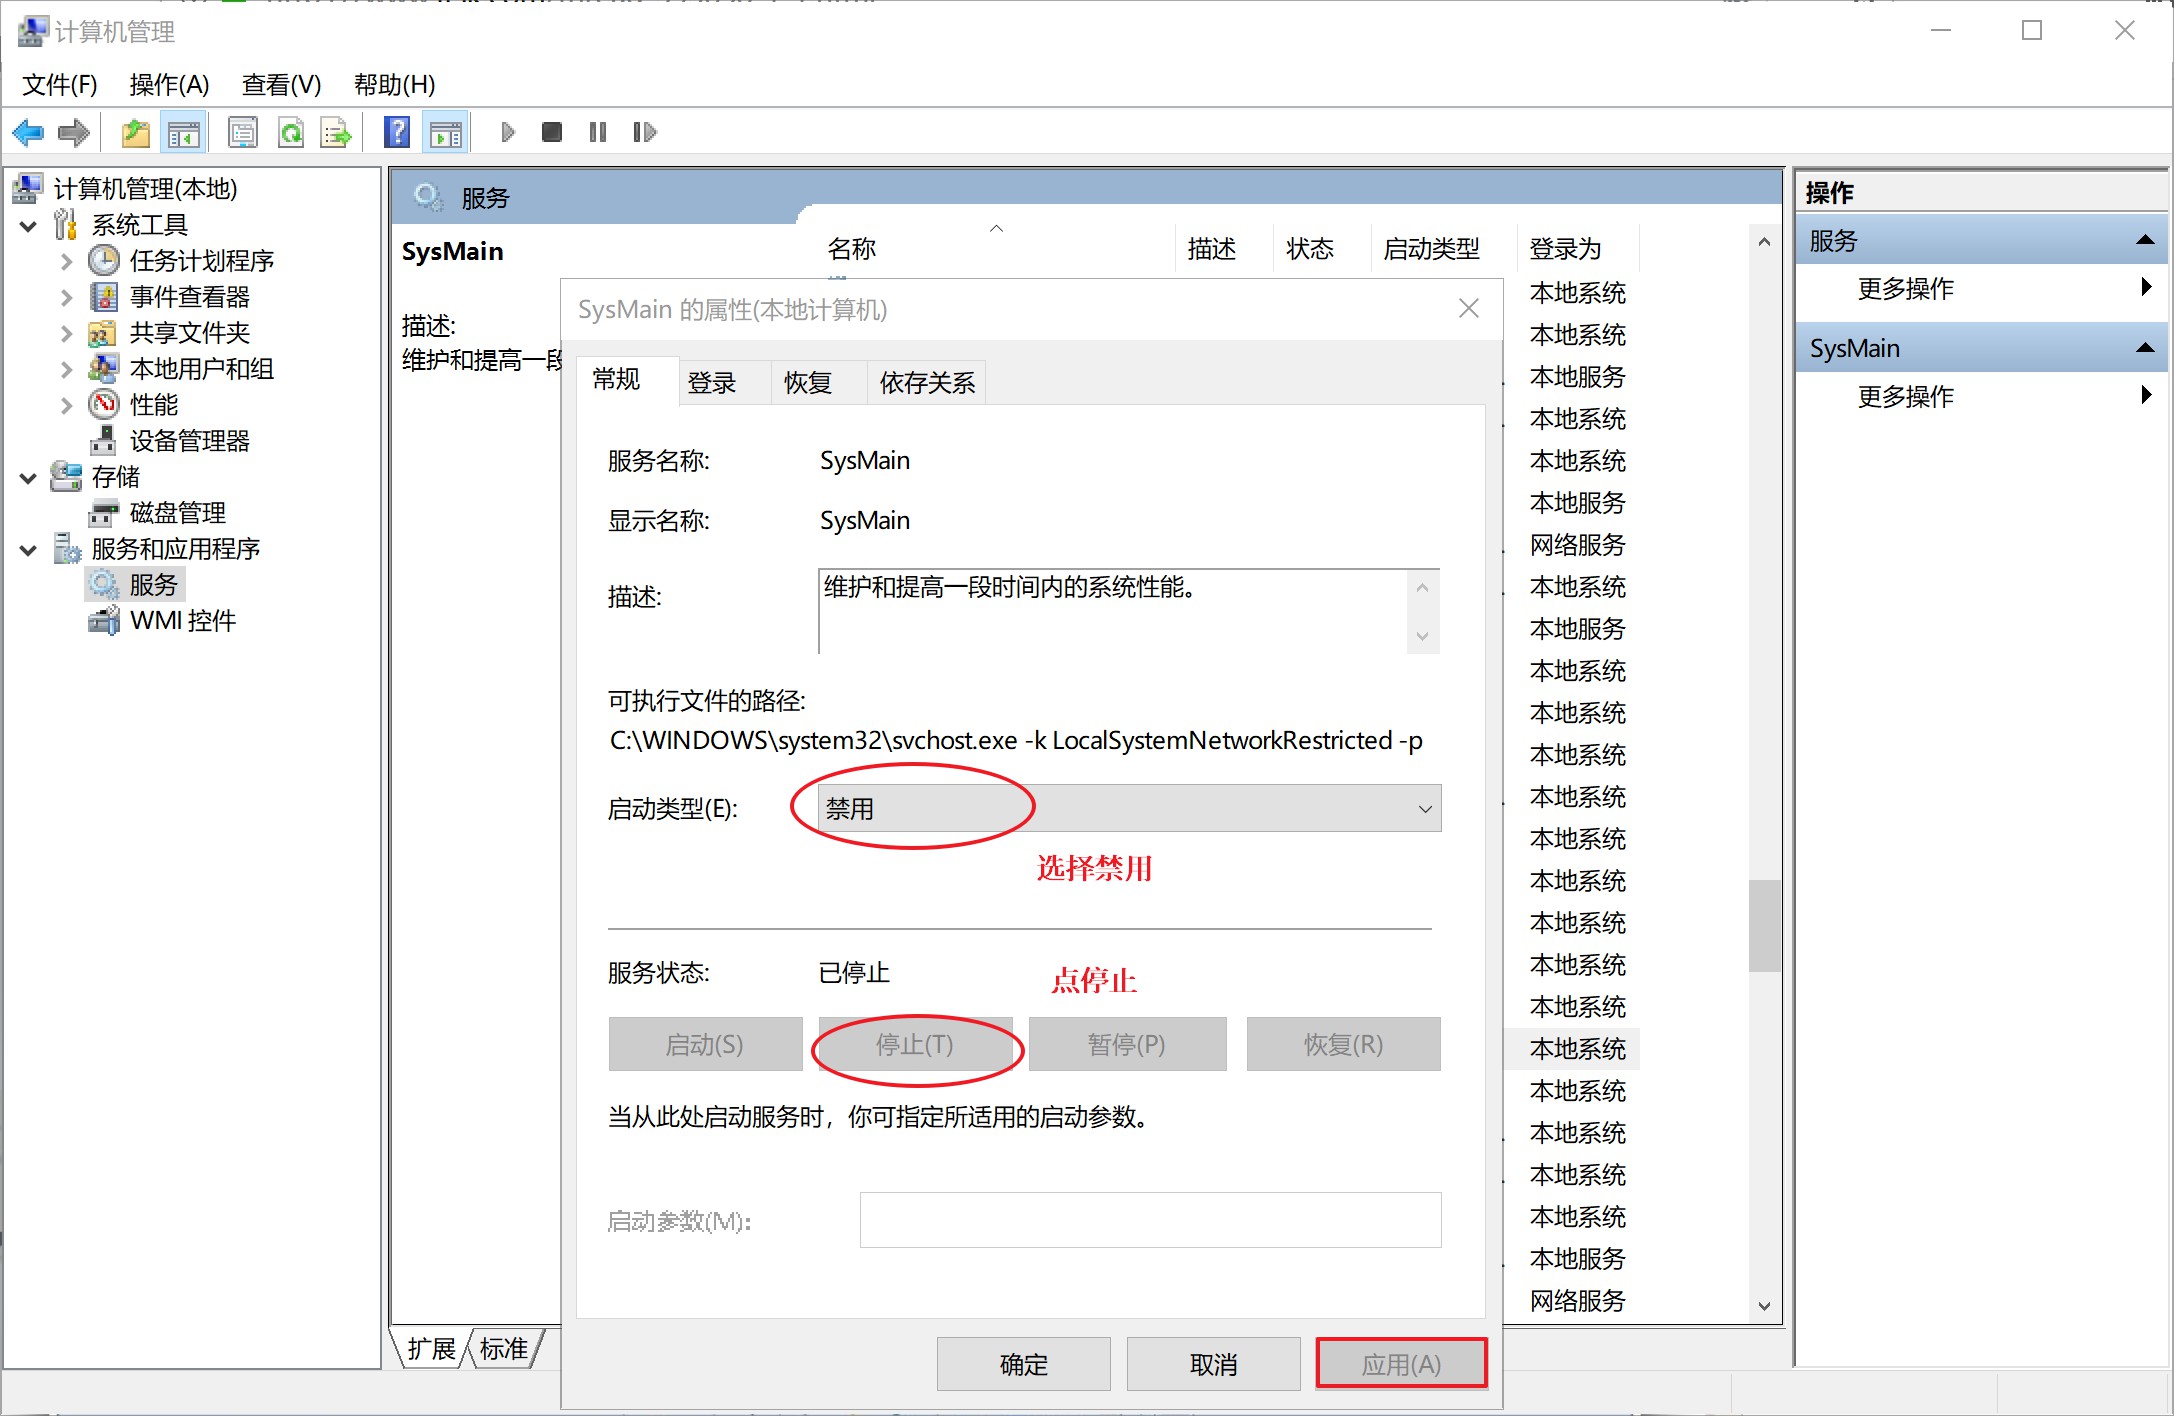 计算机管理
文件(F) 操作(A) 查看(V) 帮助(H)
计算机管理(本地)
系统工具
任务计划程序
事件查看器
共享文件夹
本地用户和组
性能
设备管理器
存储
磁盘管理
服务和应用程序
服务
WMI 控件
服务
SysMain
描述:
维护和提高一段
名称 描述 状态 启动类型 登录为
本地系统
本地系统
本地服务
本地系统
本地系统
本地服务
网络服务
本地系统
本地服务
本地系统
本地系统
本地系统
本地系统
本地系统
本地系统
本地系统
本地系统
本地系统
本地系统
本地系统
本地系统
本地系统
本地系统
本地服务
网络服务
SysMain 的属性(本地计算机)
常规 登录 恢复 依存关系
服务名称: SysMain
显示名称: SysMain
描述: 维护和提高一段时间内的系统性能。
可执行文件的路径:
C:\WINDOWS\system32\svchost.exe -k LocalSystemNetworkRestricted -p
启动类型(E): 禁用
选择禁用
服务状态: 已停止
点停止
启动(S) 停止(T) 暂停(P) 恢复(R)
当从此处启动服务时，你可指定所适用的启动参数。
启动参数(M):
确定 取消 应用(A)
扩展 标准
操作
服务
更多操作
SysMain
更多操作